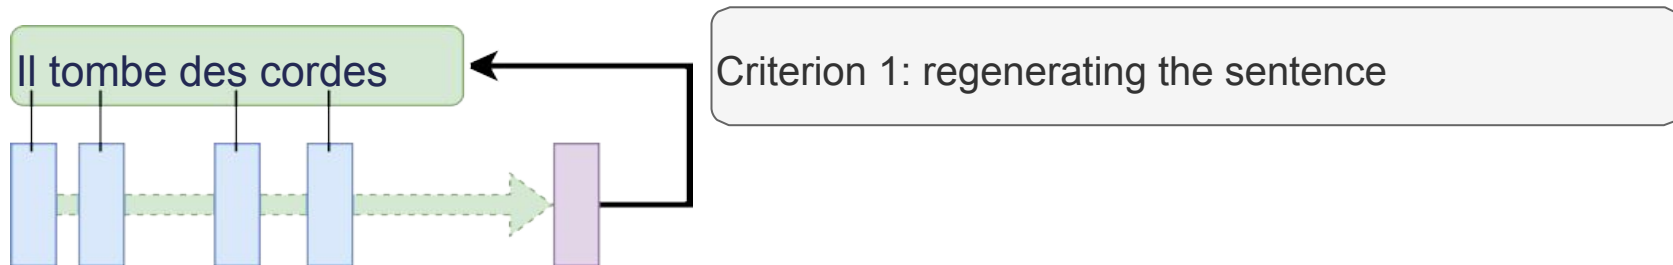 Il tombe des cordes
Criterion 1: regenerating the sentence